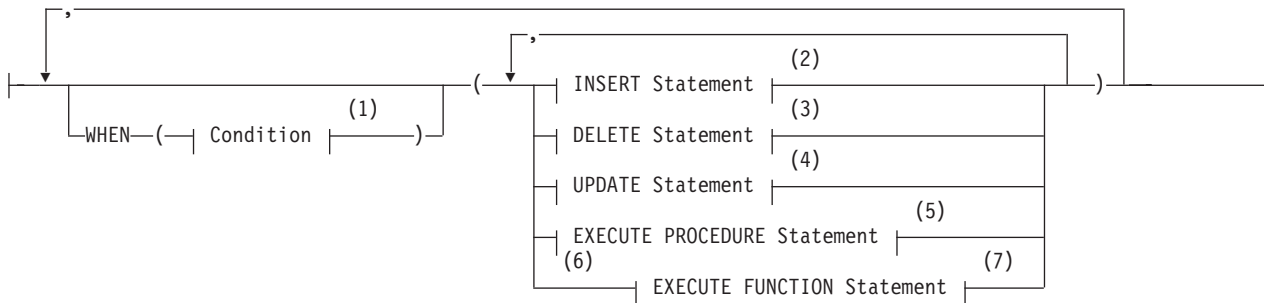 ,
,
(2)
( INSERT Statement )
(1) (3)
WHEN ( Condition ) DELETE Statement
(4)
UPDATE Statement
(5)
EXECUTE PROCEDURE Statement
(6) (7)
EXECUTE FUNCTION Statement